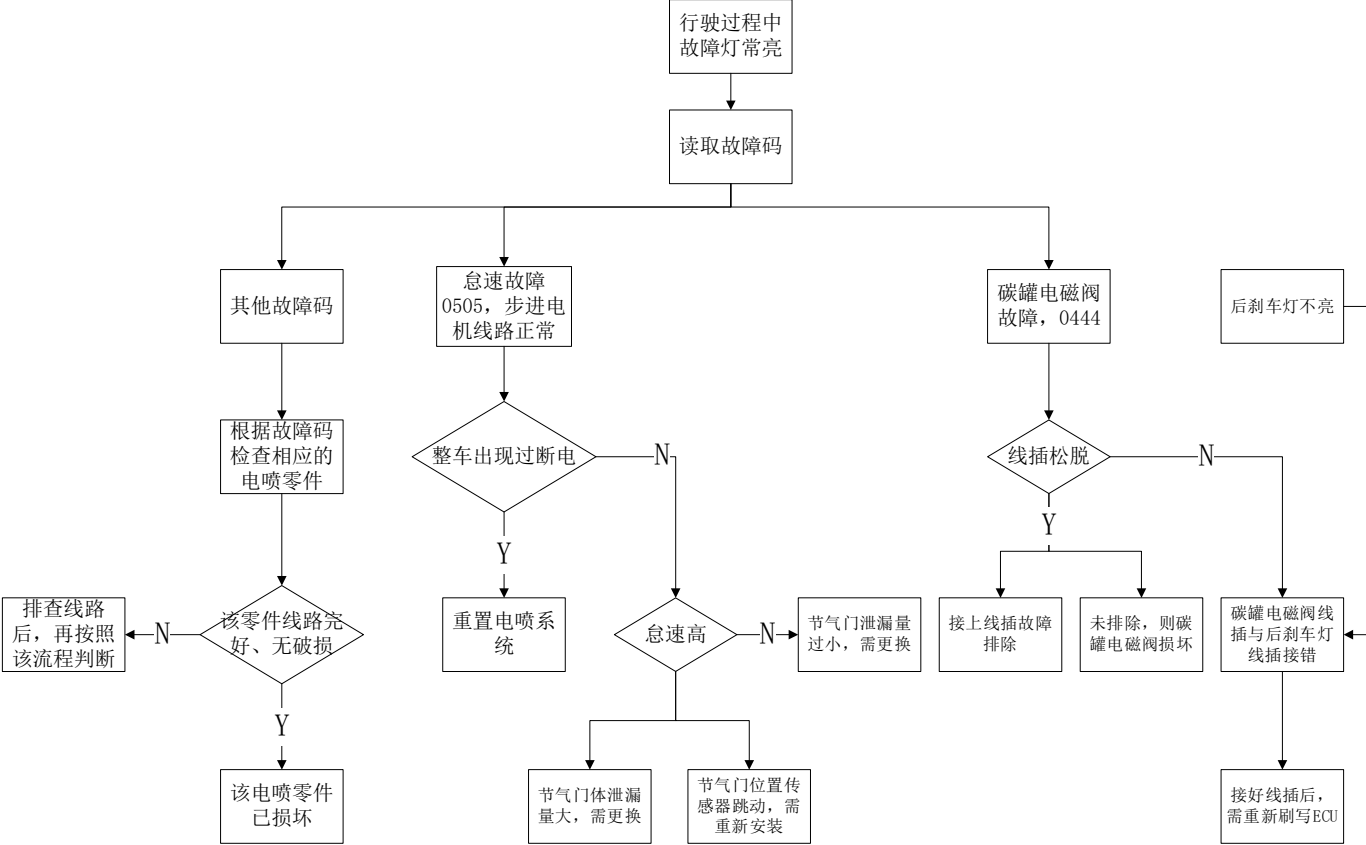 行驶过程中
故障灯常亮
读取故障码
其他故障码
怠速故障
0505，步进电
机线路正常
碳罐电磁阀
故障，0444
后刹车灯不亮
根据故障码
检查相应的
电喷零件
整车出现过断电
N
线插松脱
N
Y
Y
排查线路
后，再按照
该流程判断
N
该零件线路完
好、无破损
重置电喷系
统
怠速高
N
节气门泄漏量
过小，需更换
接上线插故障
排除
未排除，则碳
罐电磁阀损坏
碳罐电磁阀线
插与后刹车灯
线插接错
Y
该电喷零件
已损坏
节气门体泄漏
量大，需更换
节气门位置传
感器跳动，需
重新安装
接好线插后，
需重新刷写ECU